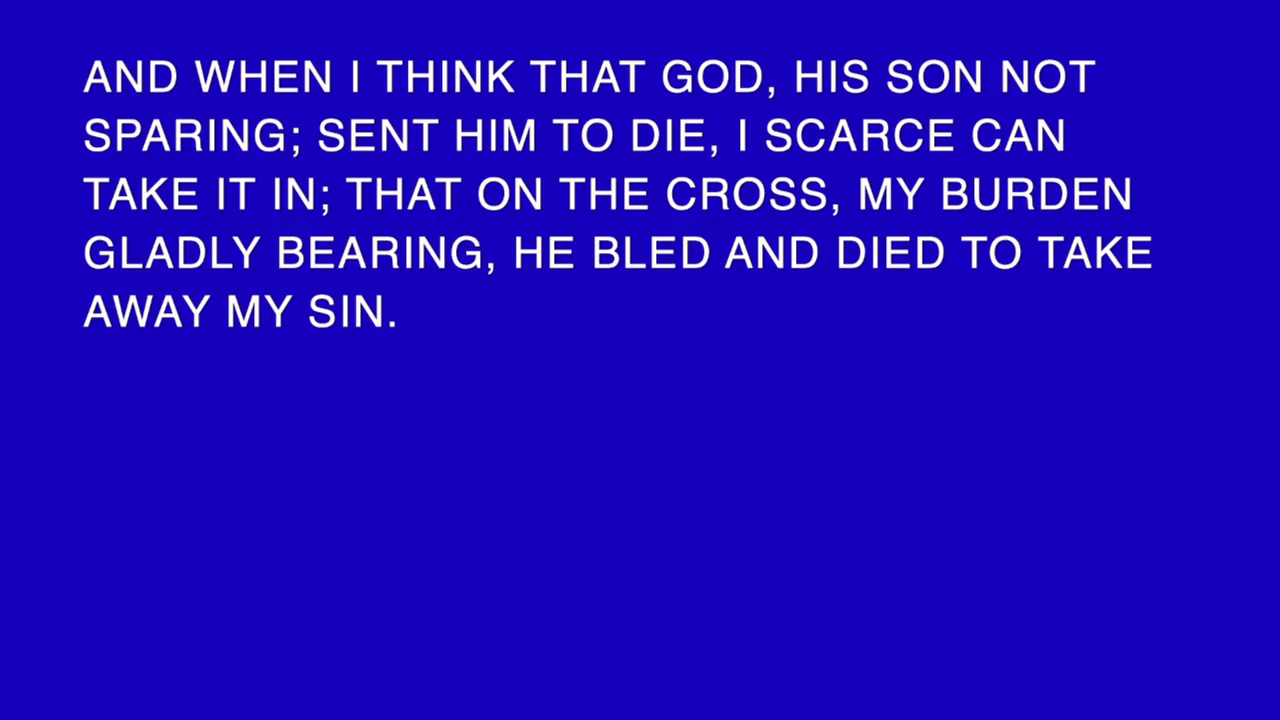 AND WHEN I THINK THAT GOD, HIS SON NOT
SPARING; SENT HIM TO DIE, I SCARCE CAN
TAKE IT IN; THAT ON THE CROSS, MY BURDEN
GLADLY BEARING, HE BLED AND DIED TO TAKE
AWAY MY SIN.